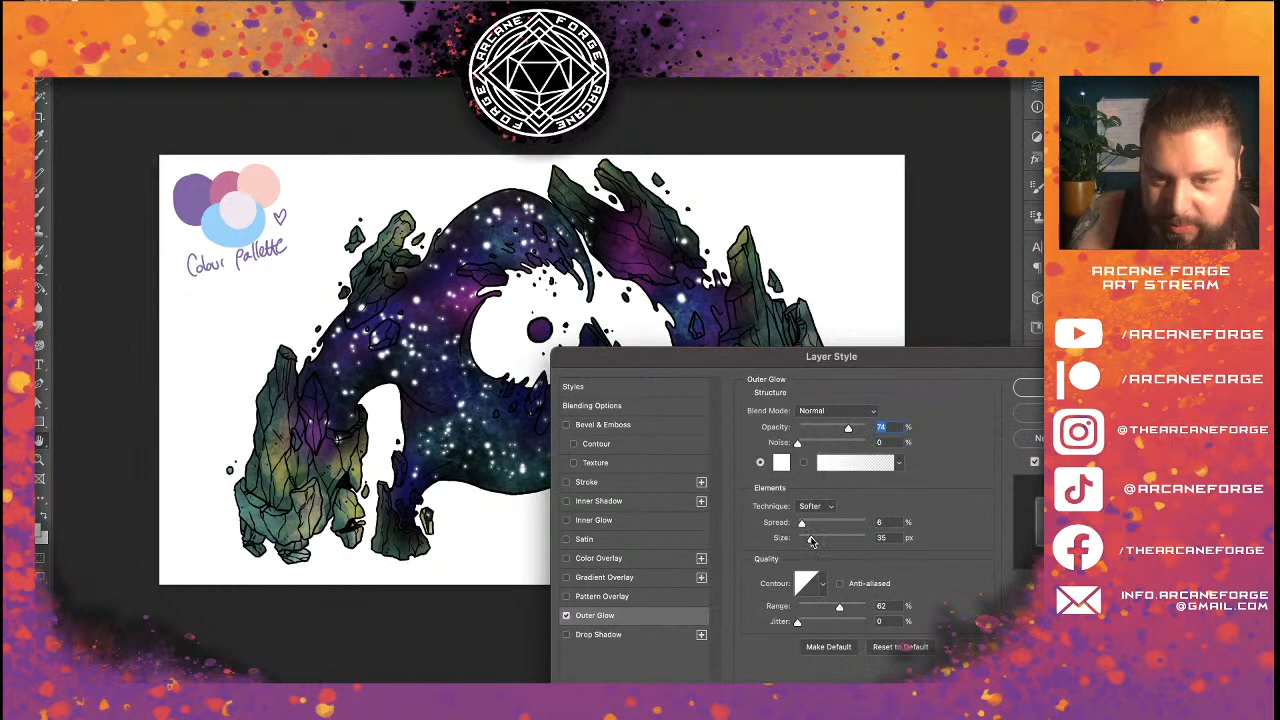 ARCANE FORGE ARCANE FORGE
Colour pallette
Layer Style
Styles
Blending Options
Bevel & Emboss
Contour
Texture
Stroke
Inner Shadow
Inner Glow
Satin
Color Overlay
Gradient Overlay
Pattern Overlay
Outer Glow
Drop Shadow
Outer Glow
Structure
Blend Mode: Normal
Opacity: 74 %
Noise: 0 %
Elements
Technique: Softer
Spread: 6 %
Size: 35 px
Quality
Contour: Anti-aliased
Range: 62 %
Jitter: 0 %
Make Default Reset to Default
ARCANE FORGE
ART STREAM
/ARCANEFORGE
/ARCANEFORGE
@THEARCANEFORGE
@ARCANEFORGE
/THEARCANEFORGE
INFO.ARCANEFORGE
@GMAIL.COM